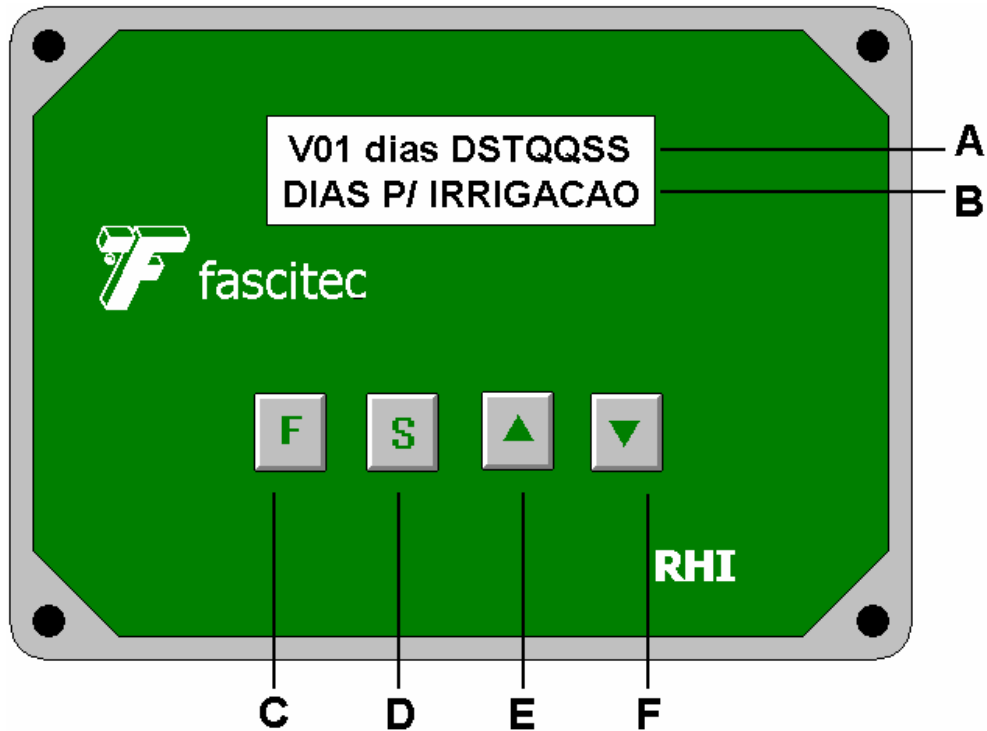 V01 dias DSTQQSS
A
DIAS P/ IRRIGACAO
B
fascitec
F
S
RHI
C
D
E
F